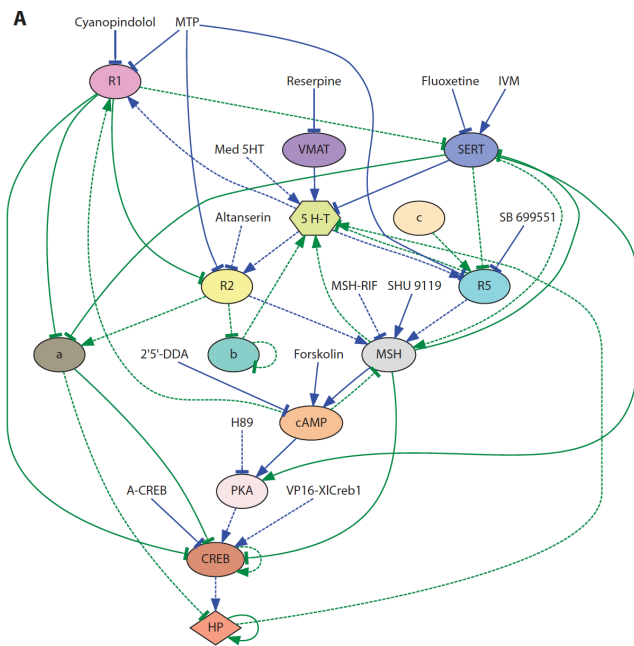 A
Cyanopindolol
MTP
R1
Reserpine
Fluoxetine
IVM
Med 5HT
VMAT
SERT
Altanserin
5 H-T
c
SB 699551
R2
MSH-RIF
SHU 9119
R5
a
2'5'-DDA
b
Forskolin
MSH
H89
cAMP
A-CREB
PKA
VP16-XlCreb1
CREB
HP